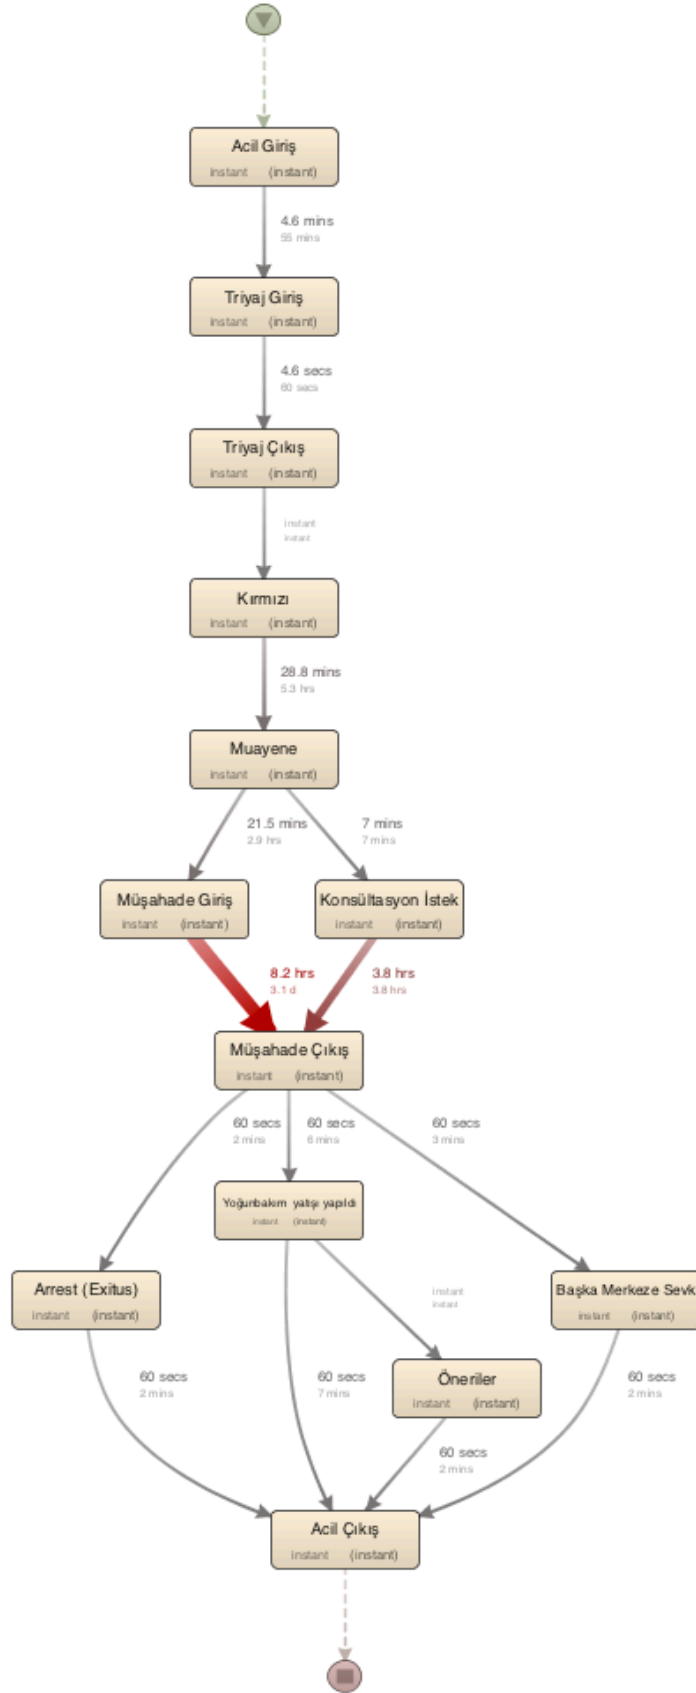 Acil Giriş
instant (instant)
4.6 mins
55 mins
Triyaj Giriş
instant (instant)
4.6 secs
60 secs
Triyaj Çıkış
instant (instant)
instant
instant
Kırmızı
instant (instant)
28.8 mins
5.3 hrs
Muayene
instant (instant)
21.5 mins
2.9 hrs
7 mins
7 mins
Müşahade Giriş
instant (instant)
Konsültasyon İstek
instant (instant)
8.2 hrs
3.1 d
3.8 hrs
3.8 hrs
Müşahade Çıkış
instant (instant)
60 secs
2 mins
60 secs
6 mins
60 secs
3 mins
Yoğunbakım yatışı yapıldı
instant (instant)
Arrest (Exitus)
instant (instant)
instant
instant
Başka Merkeze Sevk
instant (instant)
60 secs
2 mins
60 secs
7 mins
Öneriler
instant (instant)
60 secs
2 mins
60 secs
2 mins
Acil Çıkış
instant (instant)